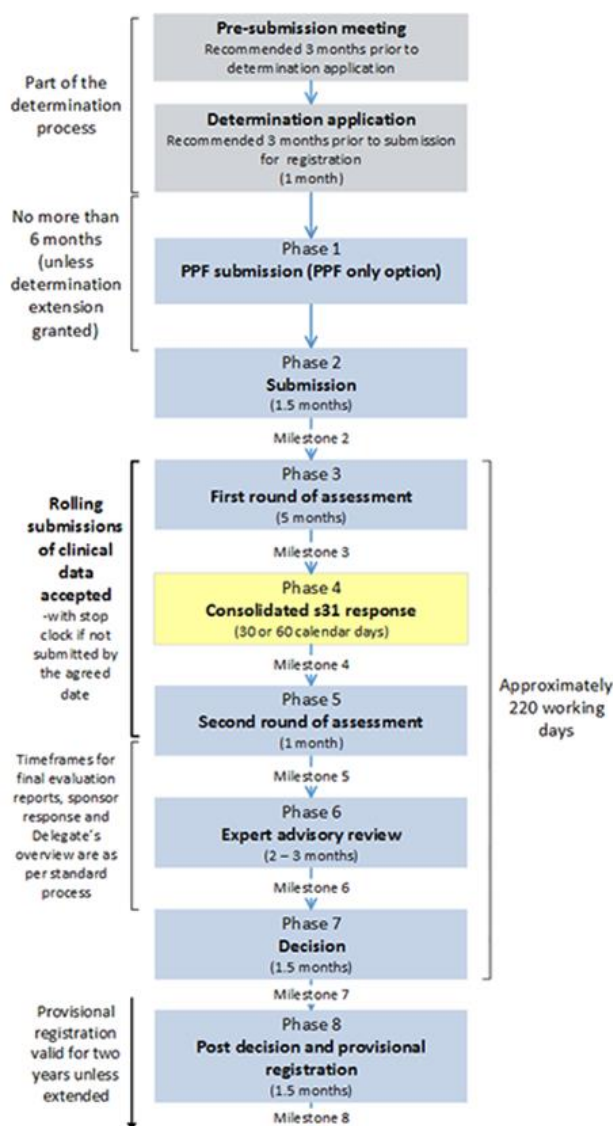 Pre-submission meeting
Recommended 3 months prior to
determination application
Part of the
determination
process
Determination application
Recommended 3 months prior to submission
for registration
(1 month)
No more than
6 months
(unless
determination
extension
granted)
Phase 1
PPF submission (PPF only option)
Phase 2
Submission
(1.5 months)
Milestone 2
Rolling
submissions
of clinical
data
accepted
-with stop
clock if not
submitted by
the agreed
date
Phase 3
First round of assessment
(5 months)
Milestone 3
Phase 4
Consolidated s31 response
(30 or 60 calendar days)
Milestone 4
Phase 5
Second round of assessment
(1 month)
Milestone 5
Approximately
220 working
days
Timeframes for
final evaluation
reports, sponsor
response and
Delegate's
overview are as
per standard
process
Phase 6
Expert advisory review
(2 – 3 months)
Milestone 6
Phase 7
Decision
(1.5 months)
Milestone 7
Provisional
registration
valid for two
years unless
extended
Phase 8
Post decision and provisional
registration
(1.5 months)
Milestone 8